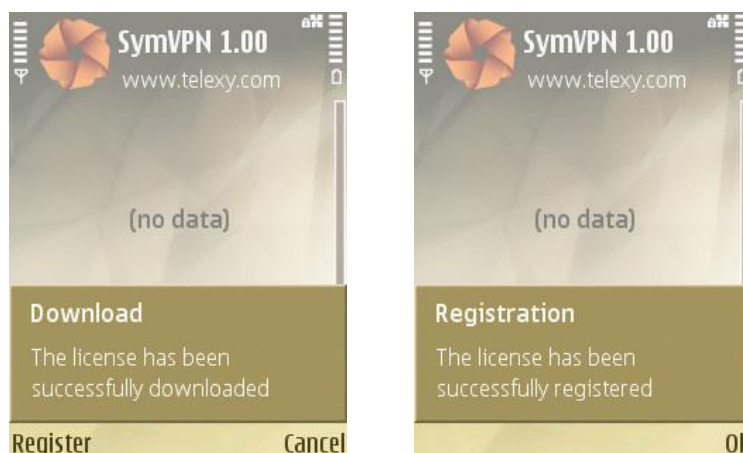 SymVPN 1.00
www.telexy.com
(no data)
Download
The license has been
successfully downloaded
Register Cancel
SymVPN 1.00
www.telexy.com
(no data)
Registration
The license has been
successfully registered